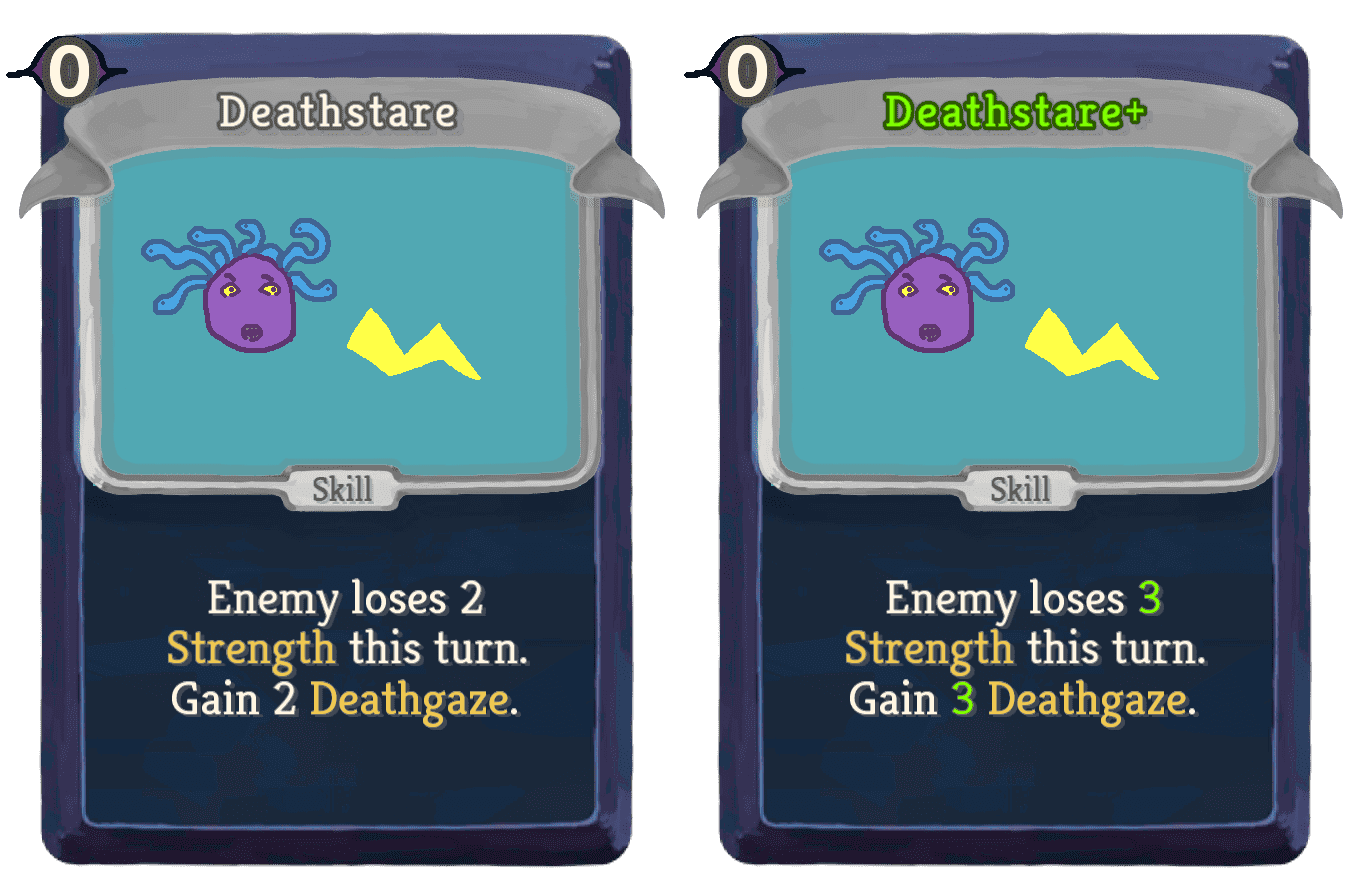 0
Deathstare
Skill
Enemy loses 2
Strength this turn.
Gain 2 Deathgaze.
0
Deathstare+
Skill
Enemy loses 3
Strength this turn.
Gain 3 Deathgaze.